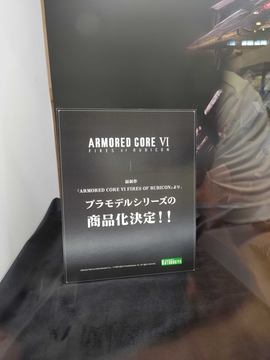 ARMORED CORE VI
FIRES OF RUBICON
最新作
「ARMORED CORE VI FIRES OF RUBICON」より、
プラモデルシリーズの
商品化決定!!
KOTOBUKIYA